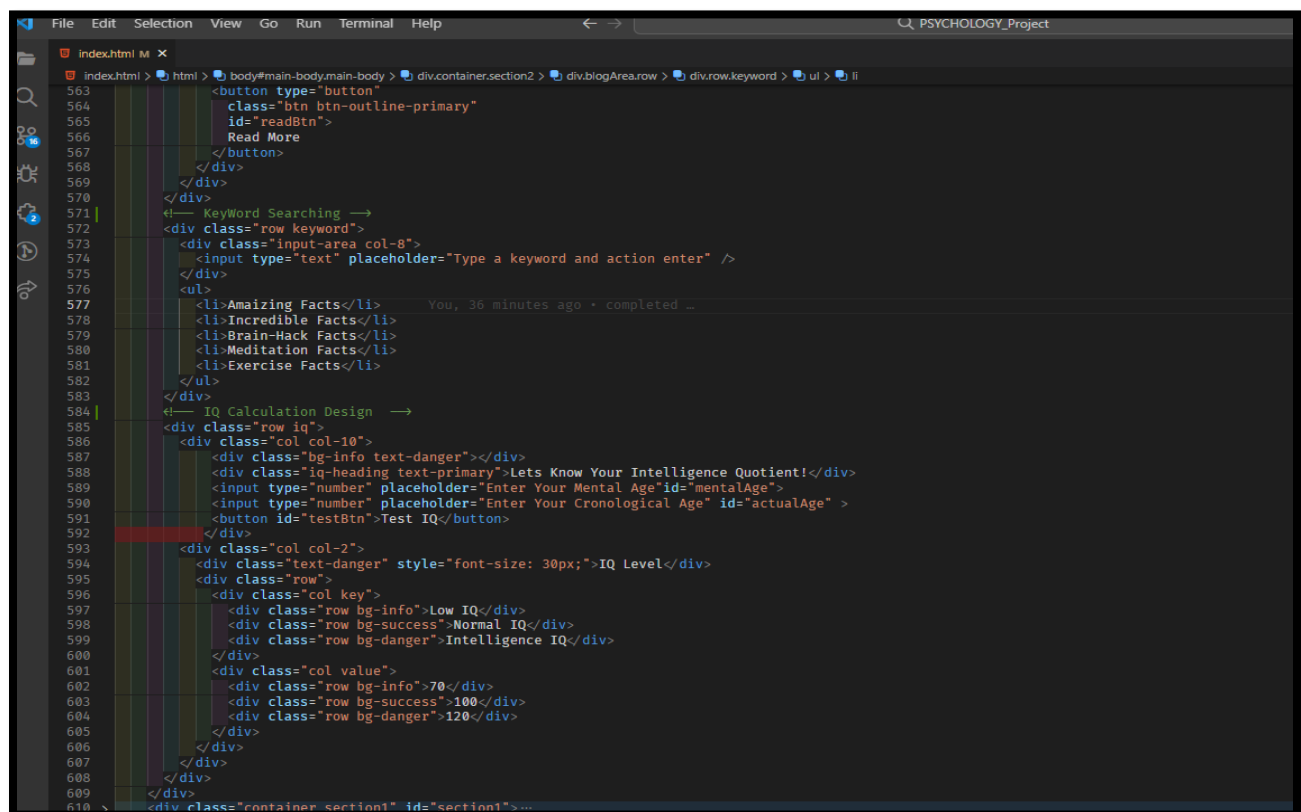 File Edit Selection View Go Run Terminal Help ← → PSYCHOLOGY_Project
index.html M ×
index.html > html > body#main-body.main-body > div.container.section2 > div.blogArea.row > div.row.keyword > ul > li
563 <button type="button"
564 class="btn btn-outline-primary"
565 id="readBtn">
566 Read More
567 </button>
568 </div>
569 </div>
570 </div>
571 <!-- KeyWord Searching -->
572 <div class="row keyword">
573 <div class="input-area col-8">
574 <input type="text" placeholder="Type a keyword and action enter" />
575 </div>
576 <ul>
577 <li>Amaizing Facts</li> You, 36 minutes ago • completed …
578 <li>Incredible Facts</li>
579 <li>Brain-Hack Facts</li>
580 <li>Meditation Facts</li>
581 <li>Exercise Facts</li>
582 </ul>
583 </div>
584 <!-- IQ Calculation Design -->
585 <div class="row iq">
586 <div class="col col-10">
587 <div class="bg-info text-danger"></div>
588 <div class="iq-heading text-primary">Lets Know Your Intelligence Quotient!</div>
589 <input type="number" placeholder="Enter Your Mental Age"id="mentalAge">
590 <input type="number" placeholder="Enter Your Cronological Age" id="actualAge" >
591 <button id="testBtn">Test IQ</button>
592 </div>
593 <div class="col col-2">
594 <div class="text-danger" style="font-size: 30px;">IQ Level</div>
595 <div class="row">
596 <div class="col key">
597 <div class="row bg-info">Low IQ</div>
598 <div class="row bg-success">Normal IQ</div>
599 <div class="row bg-danger">Intelligence IQ</div>
600 </div>
601 <div class="col value">
602 <div class="row bg-info">70</div>
603 <div class="row bg-success">100</div>
604 <div class="row bg-danger">120</div>
605 </div>
606 </div>
607 </div>
608 </div>
609 </div>
610 > <div class="container section1" id="section1">…
16
2